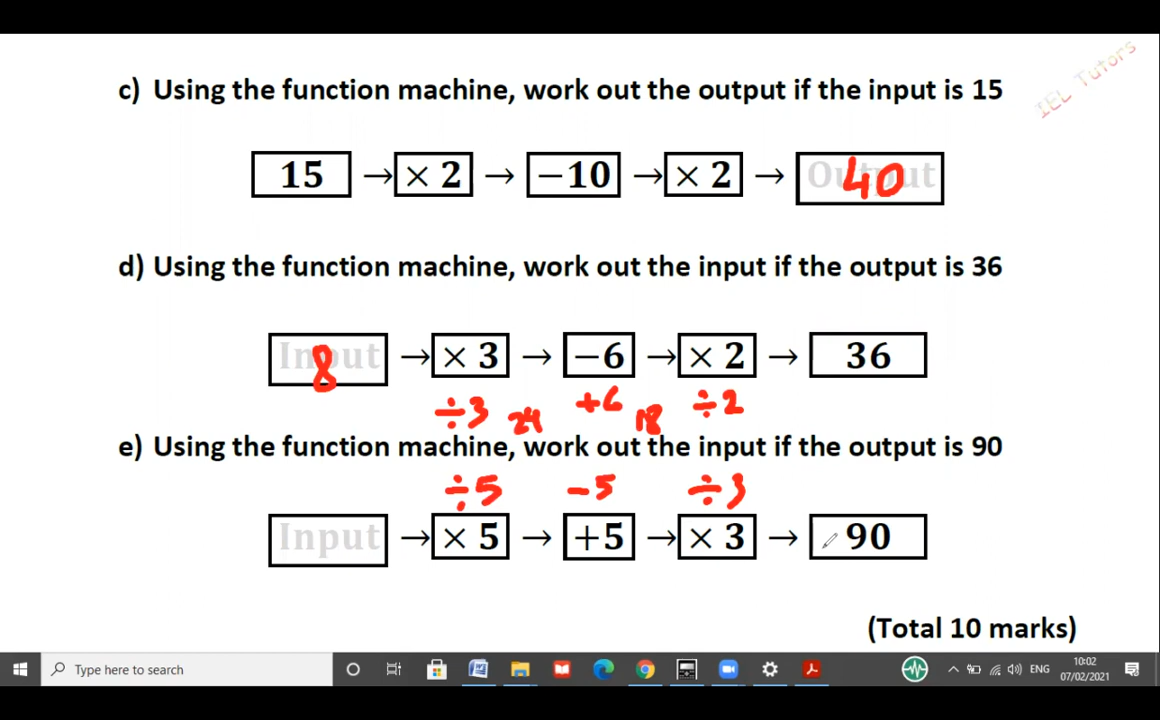 IEL Tutors
c) Using the function machine, work out the output if the input is 15
15 → × 2 → −10 → × 2 → Output 40
d) Using the function machine, work out the input if the output is 36
Input 8 → × 3 → −6 → × 2 → 36
÷3 24 +6 18 ÷2
e) Using the function machine, work out the input if the output is 90
÷5 -5 ÷3
Input → × 5 → +5 → × 3 → 90
(Total 10 marks)
Type here to search
ENG
10:02
07/02/2021